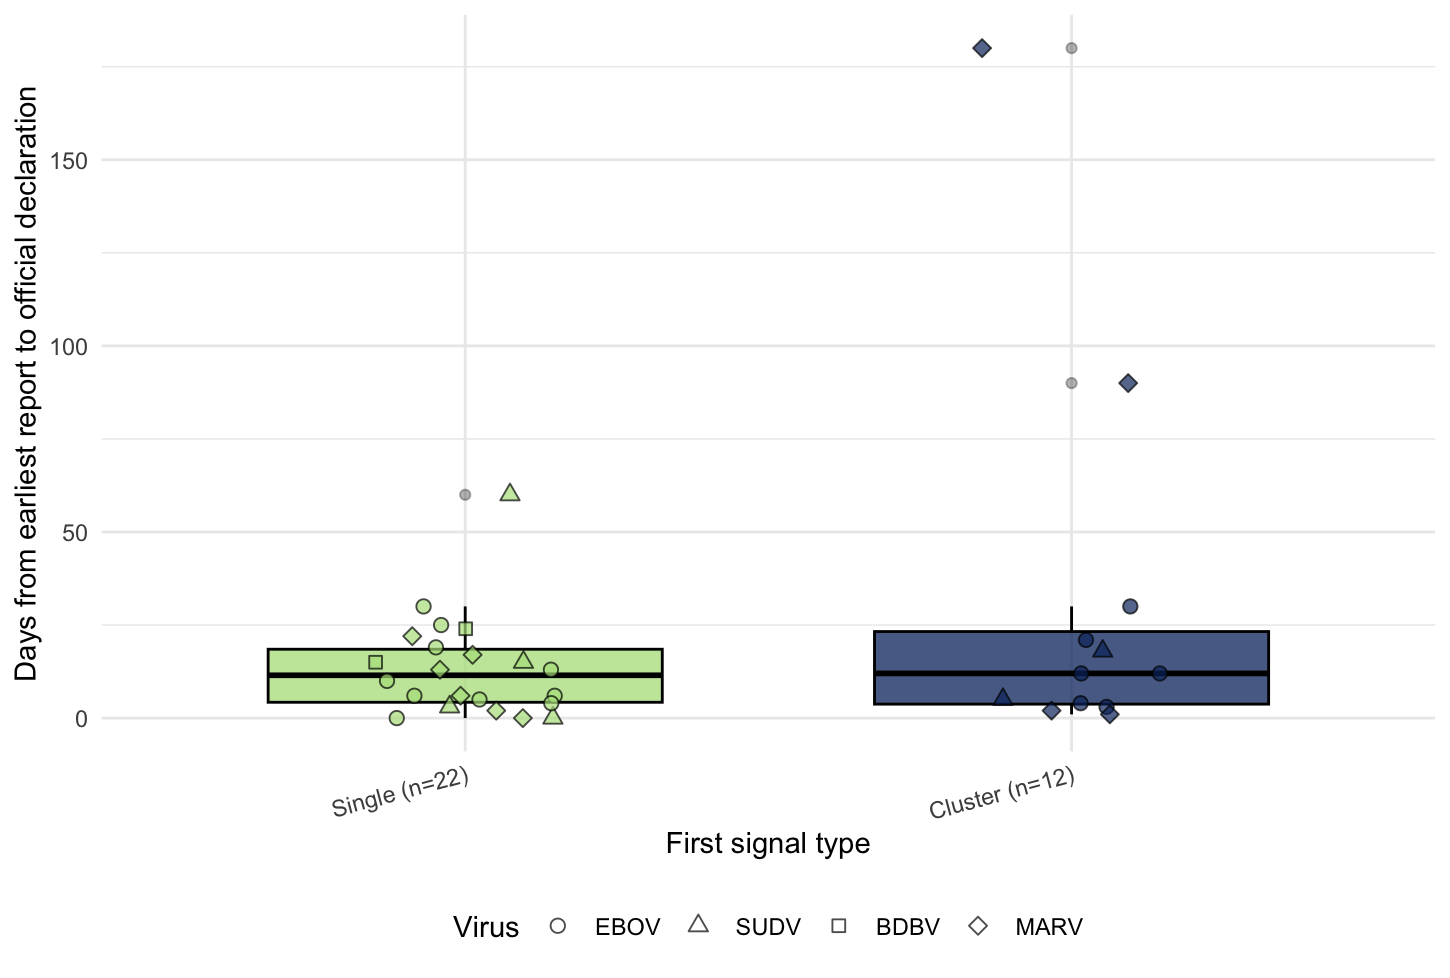 Days from earliest report to official declaration
150
100
50
0
Single (n=22)
Cluster (n=12)
First signal type
Virus EBOV SUDV BDBV MARV